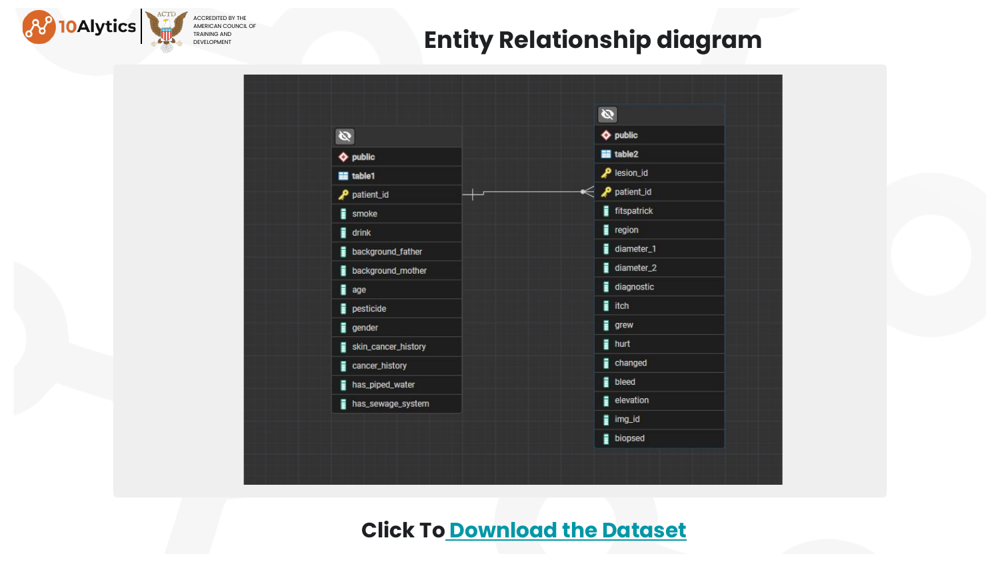 10Alytics
ACTD
ACCREDITED BY THE
AMERICAN COUNCIL OF
TRAINING AND
DEVELOPMENT
Entity Relationship diagram
public
table1
patient_id
smoke
drink
background_father
background_mother
age
pesticide
gender
skin_cancer_history
cancer_history
has_piped_water
has_sewage_system
public
table2
lesion_id
patient_id
fitspatrick
region
diameter_1
diameter_2
diagnostic
itch
grew
hurt
changed
bleed
elevation
img_id
biopsed
Click To Download the Dataset